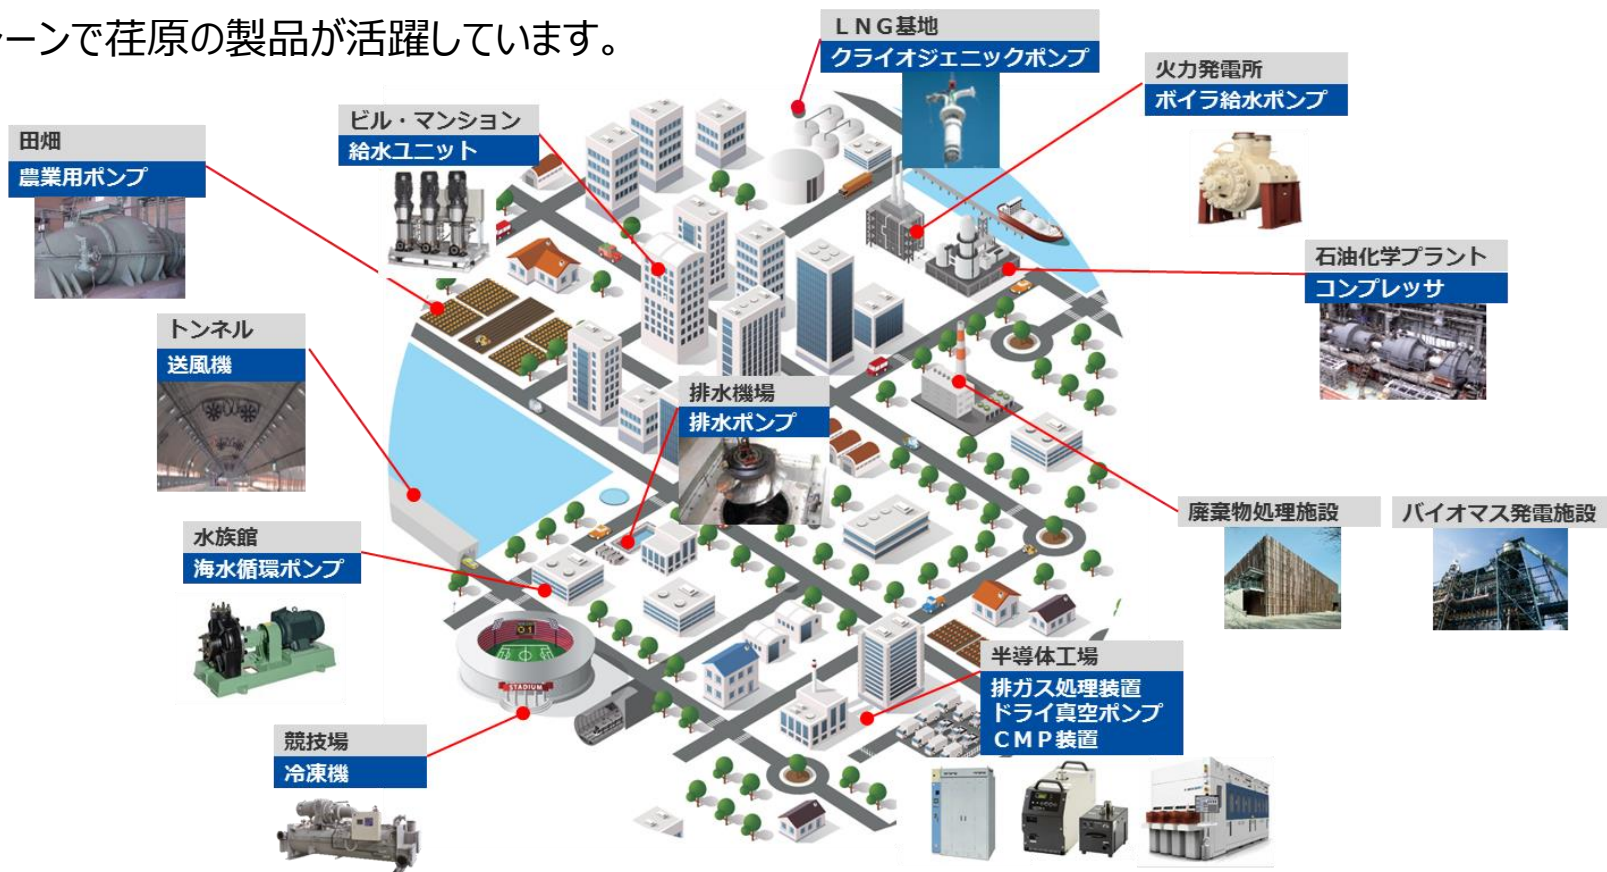 ーンで荏原の製品が活躍しています。
LNG基地
クライオジェニックポンプ
火力発電所
ボイラ給水ポンプ
ビル・マンション
給水ユニット
田畑
農業用ポンプ
石油化学プラント
コンプレッサ
トンネル
送風機
排水機場
排水ポンプ
廃棄物処理施設
バイオマス発電施設
水族館
海水循環ポンプ
0:1
STADIUM
半導体工場
排ガス処理装置
ドライ真空ポンプ
CMP装置
競技場
冷凍機